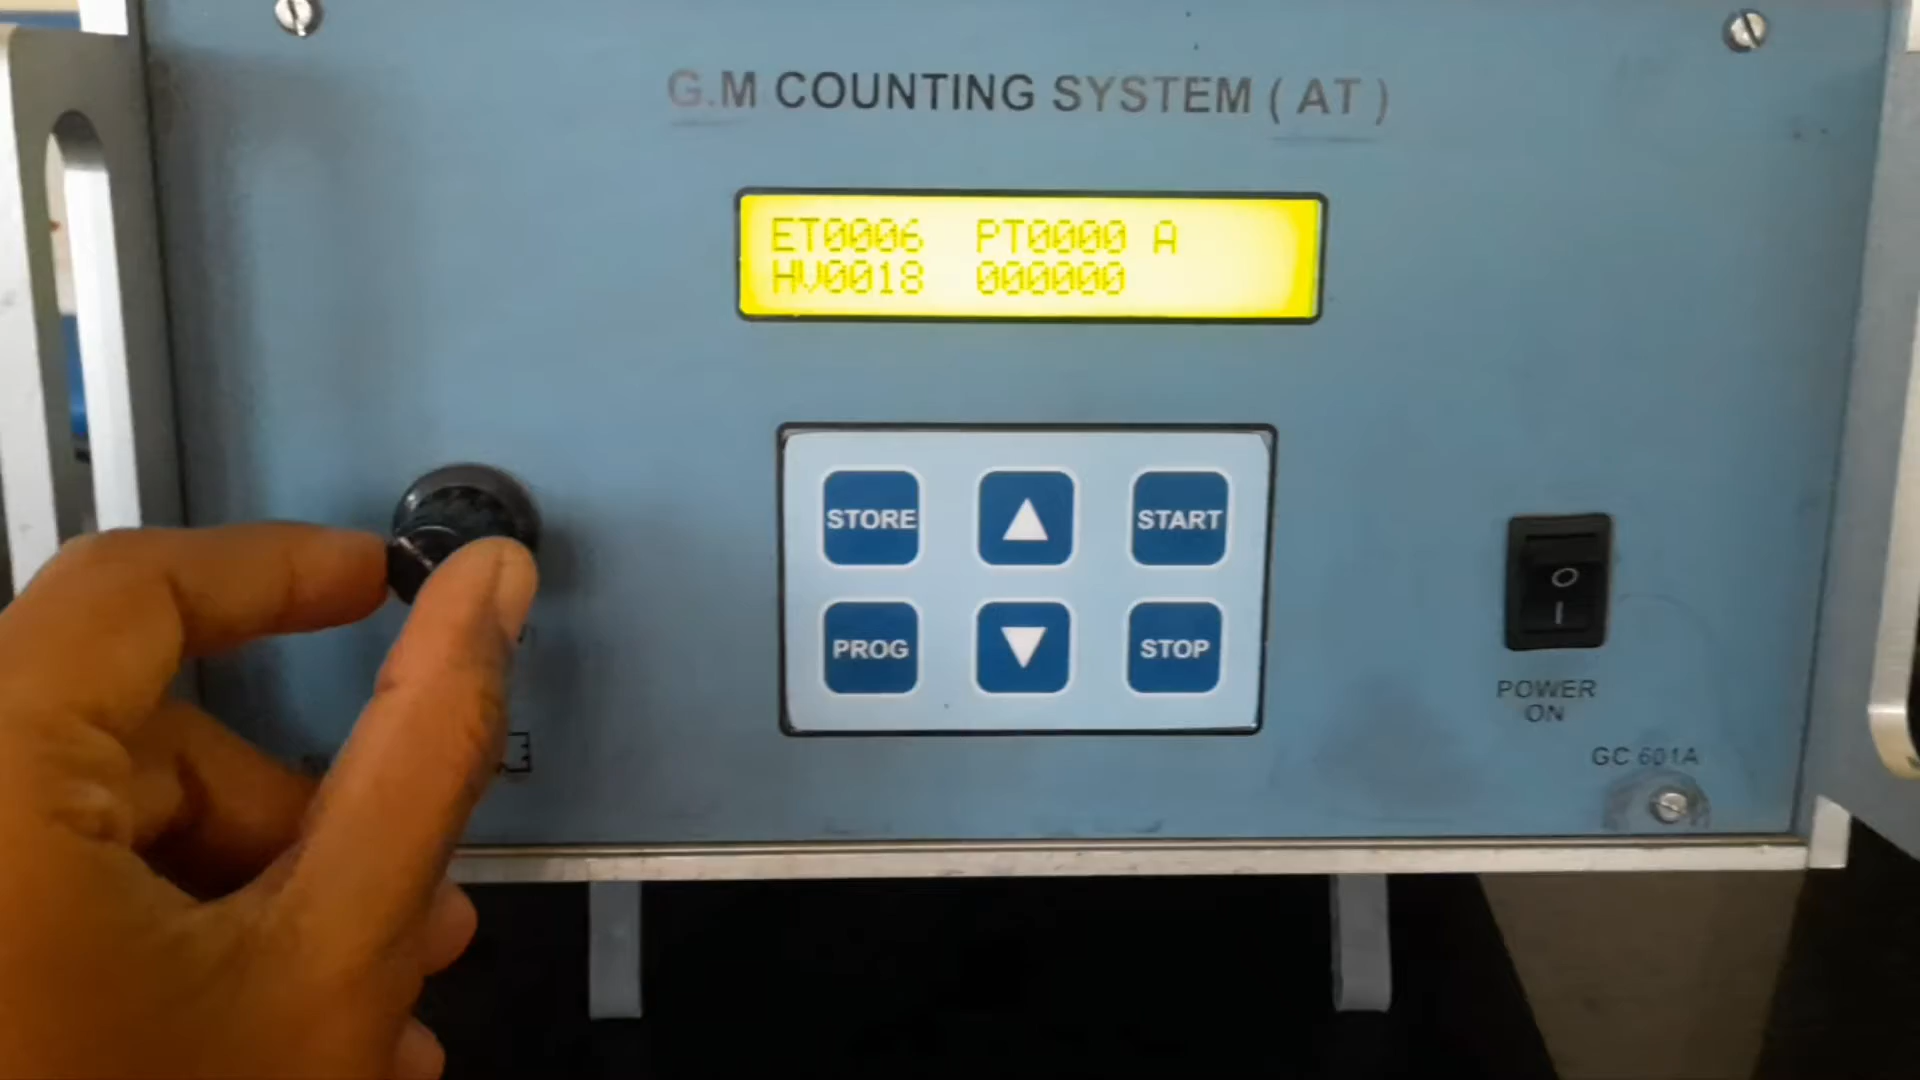 G.M COUNTING SYSTEM ( AT )
ET0006 PT0000 A
HV0018 000000
STORE ▲ START
PROG ▼ STOP
O
I
POWER
ON
GC 601A